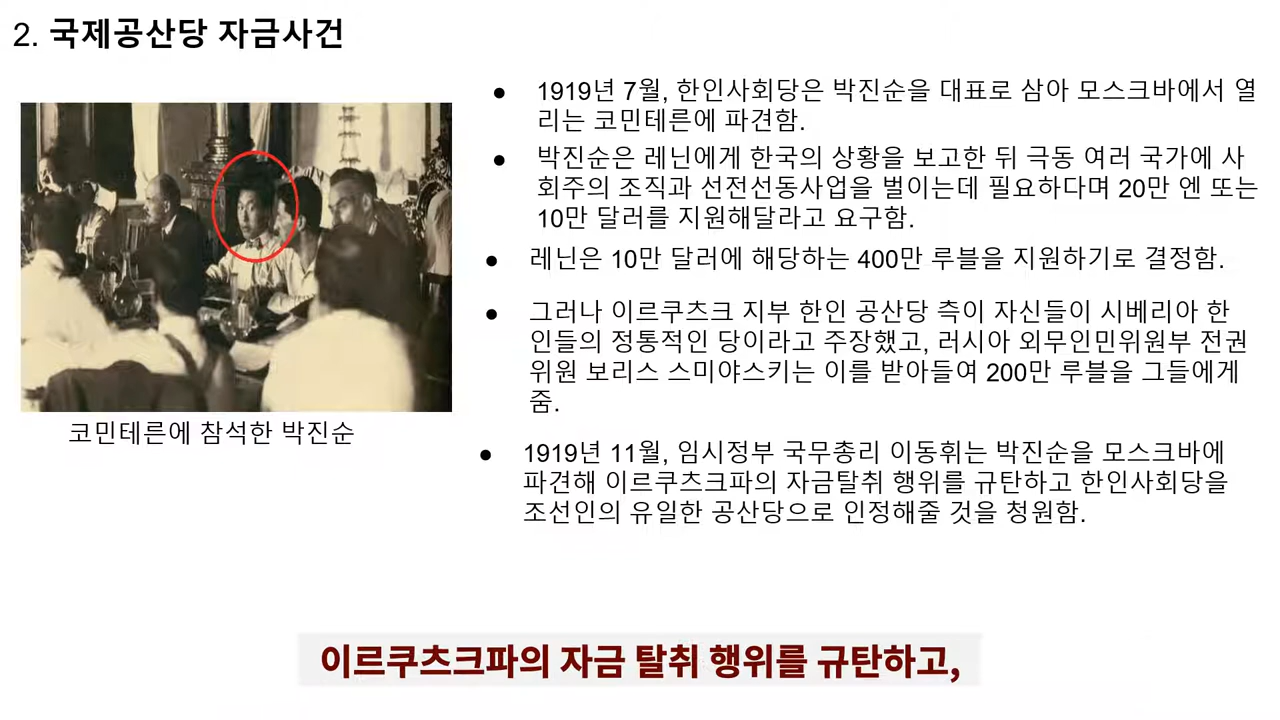 2. 국제공산당 자금사건
● 1919년 7월, 한인사회당은 박진순을 대표로 삼아 모스크바에서 열
리는 코민테른에 파견함.
● 박진순은 레닌에게 한국의 상황을 보고한 뒤 극동 여러 국가에 사
회주의 조직과 선전선동사업을 벌이는데 필요하다며 20만 엔 또는
10만 달러를 지원해달라고 요구함.
● 레닌은 10만 달러에 해당하는 400만 루블을 지원하기로 결정함.
● 그러나 이르쿠츠크 지부 한인 공산당 측이 자신들이 시베리아 한
인들의 정통적인 당이라고 주장했고, 러시아 외무인민위원부 전권
위원 보리스 스미야스키는 이를 받아들여 200만 루블을 그들에게
줌.
● 1919년 11월, 임시정부 국무총리 이동휘는 박진순을 모스크바에
파견해 이르쿠츠크파의 자금탈취 행위를 규탄하고 한인사회당을
조선인의 유일한 공산당으로 인정해줄 것을 청원함.
코민테른에 참석한 박진순
이르쿠츠크파의 자금 탈취 행위를 규탄하고,